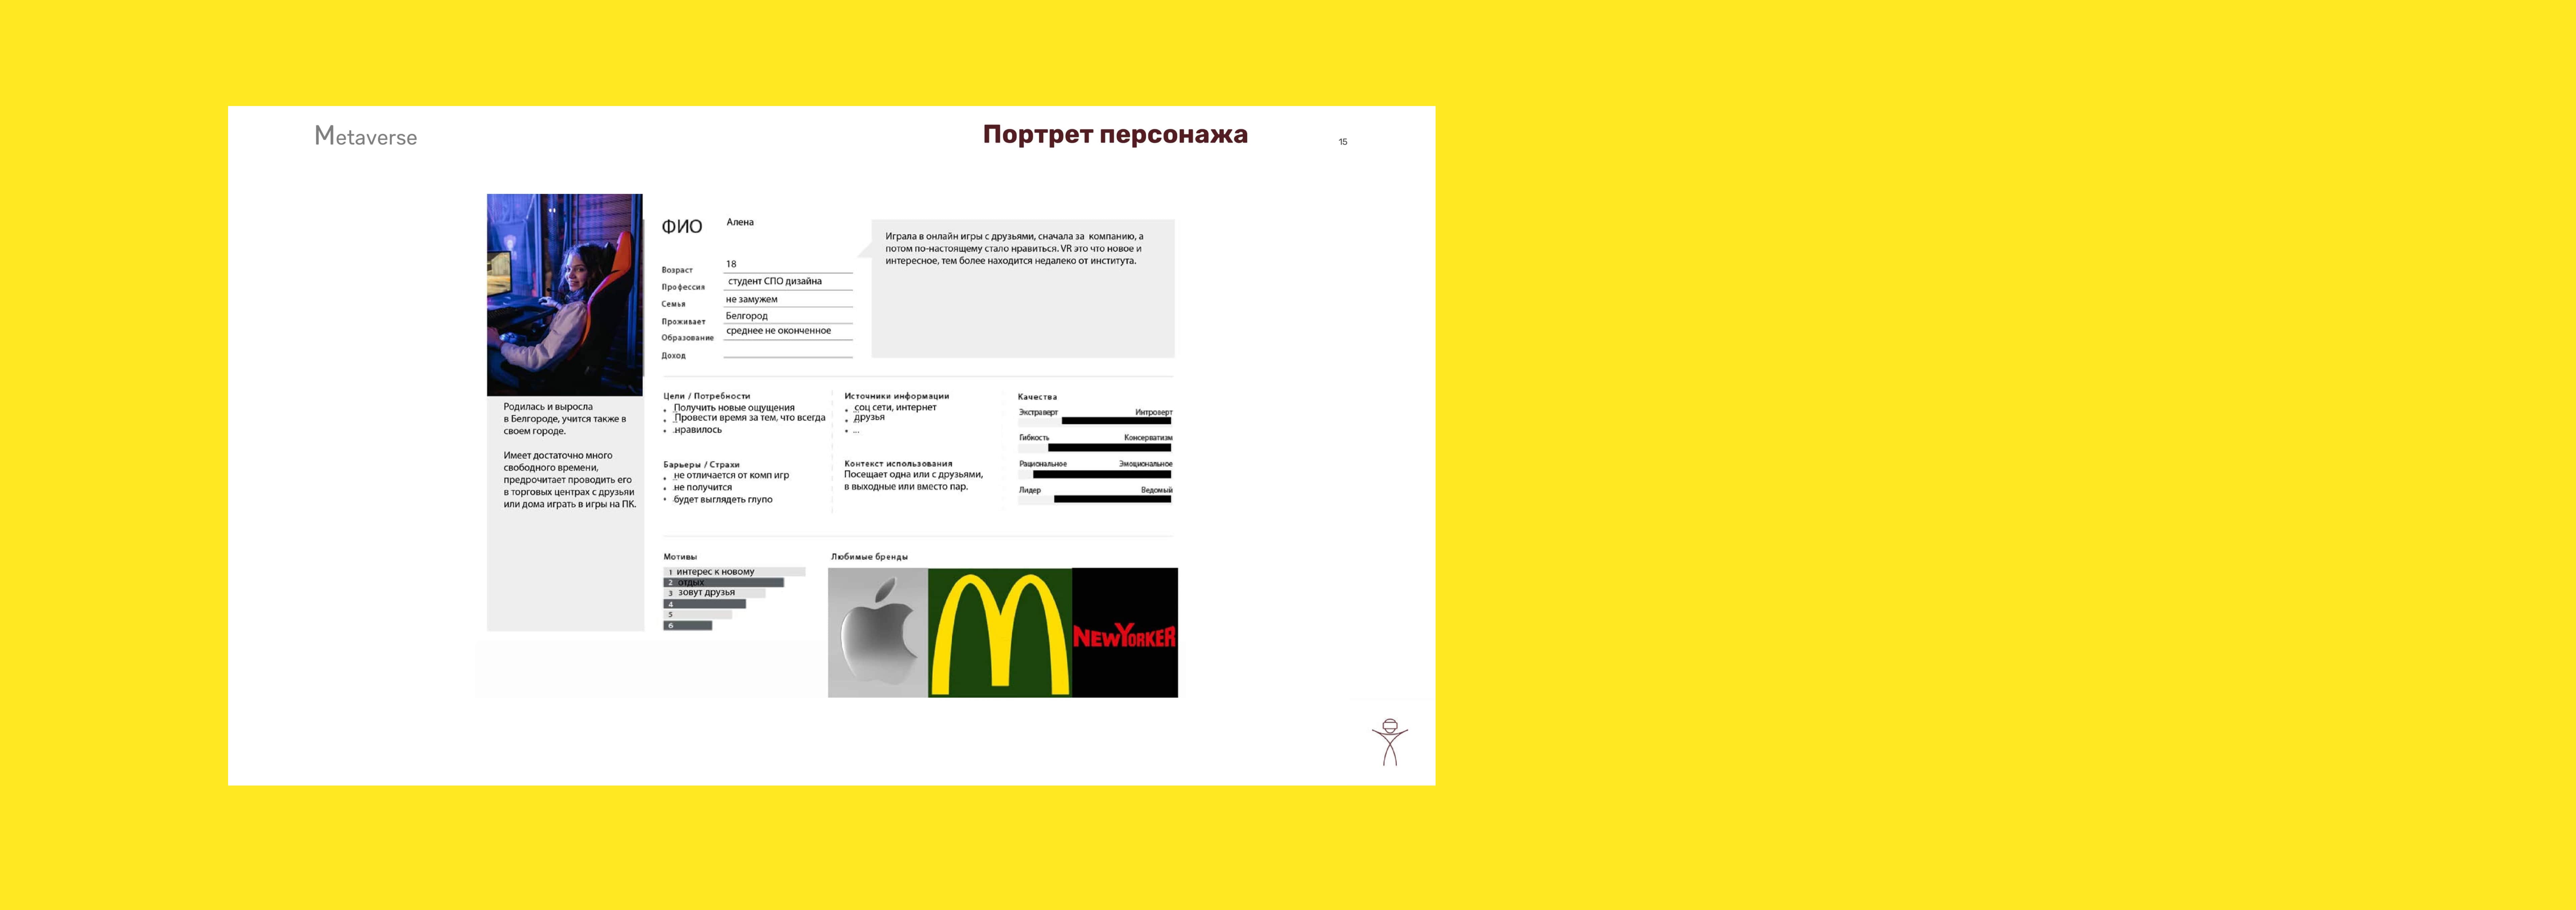 Metaverse
Портрет персонажа
15
ФИО
Алена
Возраст
18
Профессия
студент СПО дизайна
Семья
не замужем
Проживает
Белгород
Образование
среднее не оконченное
Доход
Играла в онлайн игры с друзьями, сначала за компанию, а
потом по-настоящему стало нравиться. VR это что новое и
интересное, тем более находится недалеко от института.
Родилась и выросла
в Белгороде, учится также в
своем городе.
Имеет достаточно много
свободного времени,
предрочитает проводить его
в торговых центрах с друзьяи
или дома играть в игры на ПК.
Цели / Потребности
• Получить новые ощущения
• Провести время за тем, что всегда
• нравилось
Источники информации
• соц сети, интернет
• друзья
• ...
Качества
Экстраверт Интроверт
Гибкость Консерватизм
Рациональное Эмоциональное
Лидер Ведомый
Барьеры / Страхи
• не отличается от комп игр
• не получится
• будет выглядеть глупо
Контекст использования
Посещает одна или с друзьями,
в выходные или вместо пар.
Мотивы
1 интерес к новому
2 отдых
3 зовут друзья
4
5
6
Любимые бренды
NEWYORKER